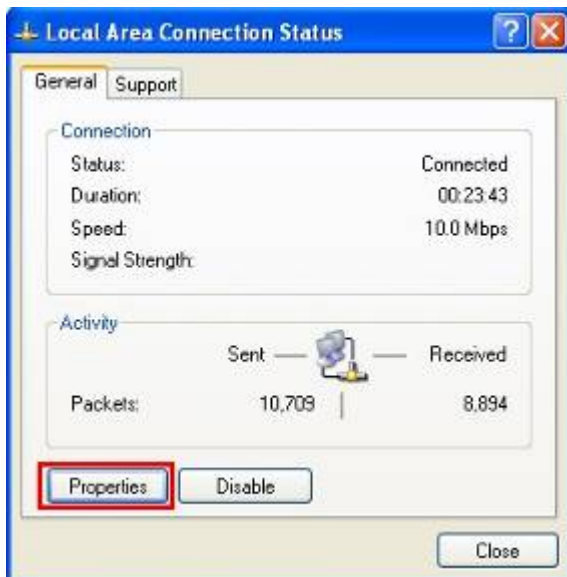 Local Area Connection Status
General Support
Connection
Status: Connected
Duration: 00:23:43
Speed: 10.0 Mbps
Signal Strength:
Activity
Sent — — Received
Packets: 10,709 | 8,894
Properties Disable
Close